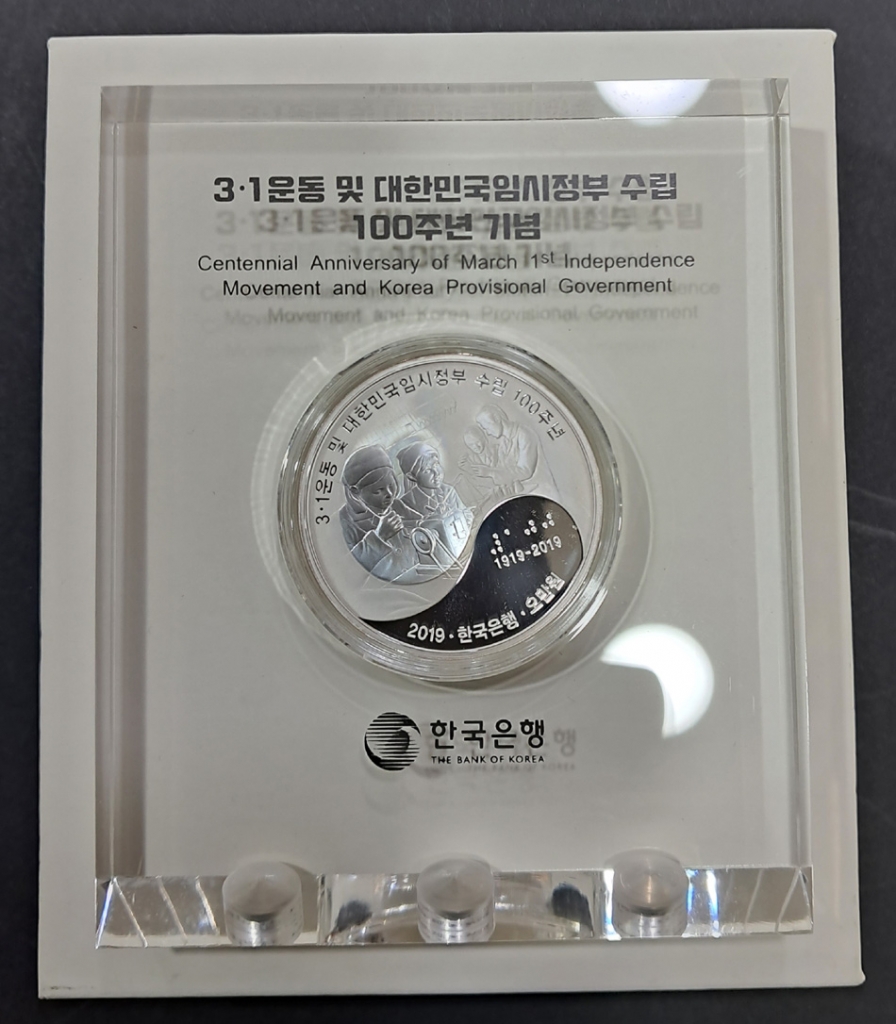 3·1운동 및 대한민국임시정부 수립
100주년 기념
Centennial Anniversary of March 1st Independence
Movement and Korea Provisional Government
3·1운동 및 대한민국임시정부 수립 100주년
1919-2019
2019·한국은행·오만원
한국은행
THE BANK OF KOREA